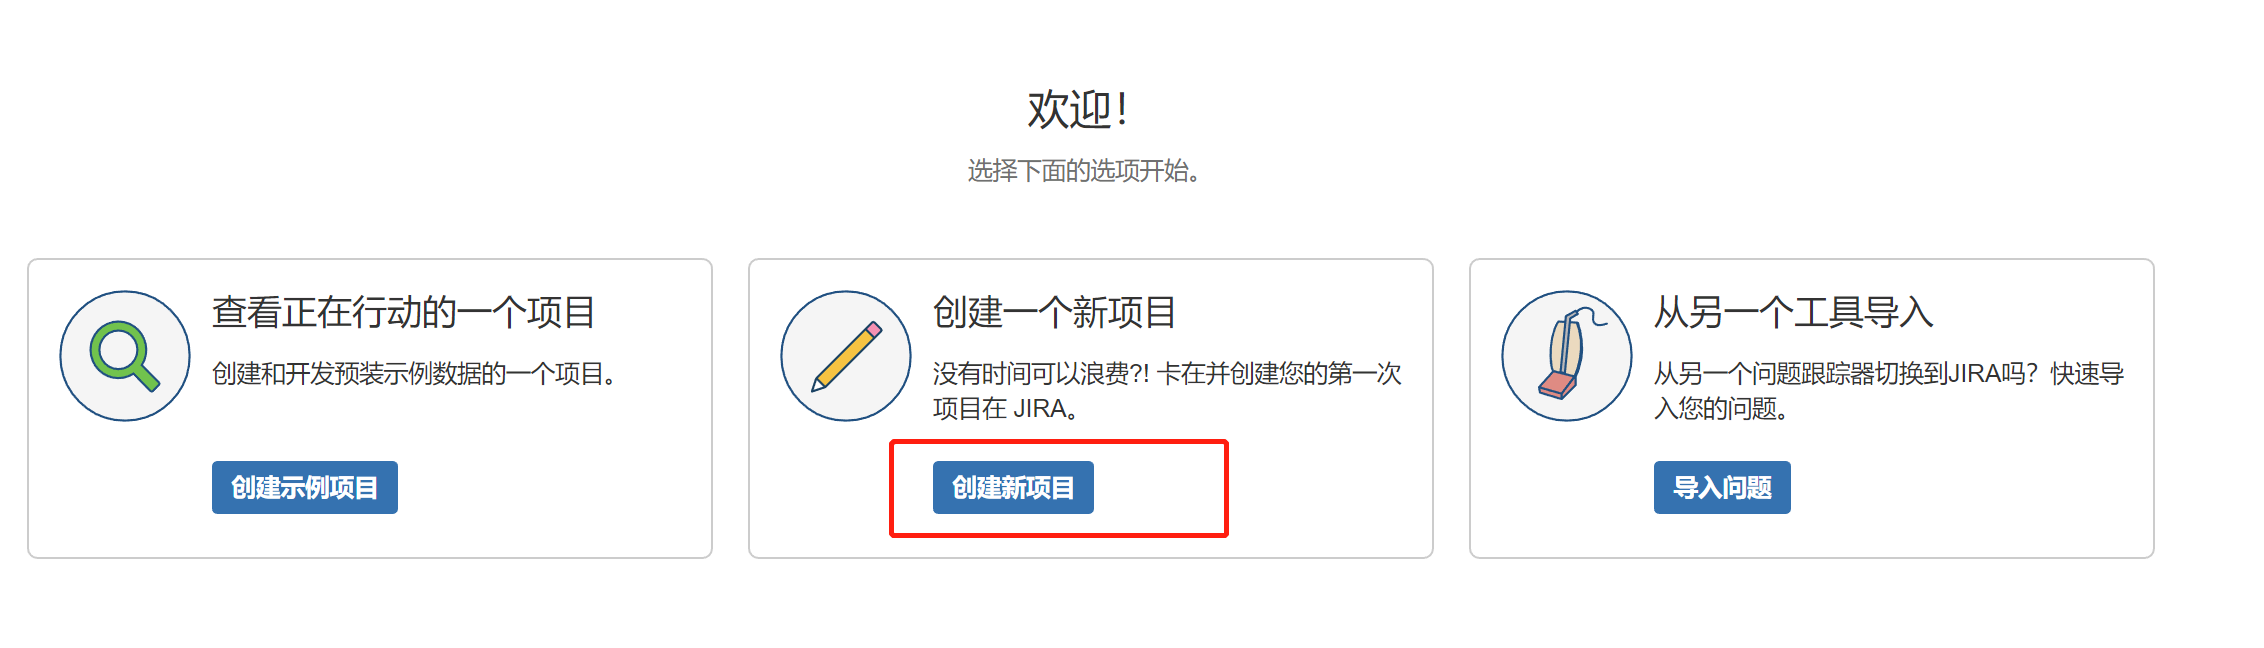 欢迎！
选择下面的选项开始。
查看正在行动的一个项目
创建和开发预装示例数据的一个项目。
创建示例项目
创建一个新项目
没有时间可以浪费?! 卡在并创建您的第一次
项目在 JIRA。
创建新项目
从另一个工具导入
从另一个问题跟踪器切换到JIRA吗？快速导
入您的问题。
导入问题